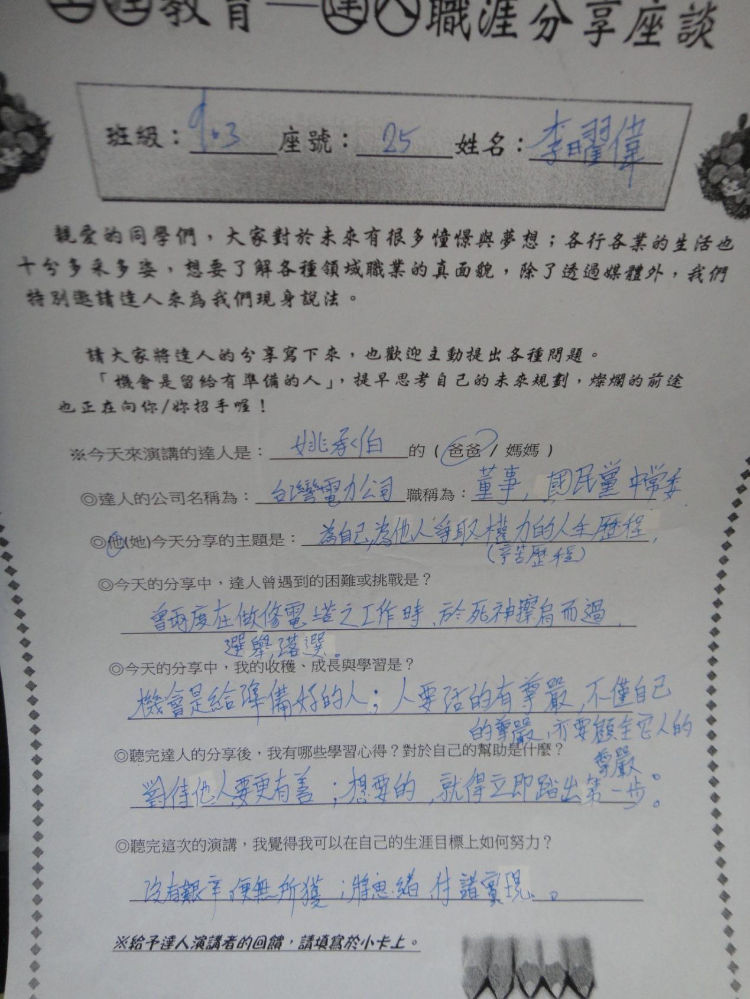 教育—達人職涯分享座談
班級：903 座號：25 姓名：李曜偉
親愛的同學們，大家對於未來有很多憧憬與夢想；各行各業的生活也
十分多采多姿，想要了解各種領域職業的真面貌，除了透過媒體外，我們
特別邀請達人來為我們現身說法。
請大家將達人的分享寫下來，也歡迎主動提出各種問題。
「機會是留給有準備的人」，提早思考自己的未來規劃，燦爛的前途
也正在向你/妳招手喔！
※今天來演講的達人是：姚承伯的(爸爸/媽媽)
◎達人的公司名稱為：台灣電力公司 職稱為：董事，國民黨中常委
◎他(她)今天分享的主題是：為自己,為他人爭取權力的人生歷程,
(辛苦歷程)
◎今天的分享中，達人曾遇到的困難或挑戰是？
曾兩度在做修電塔之工作時、於死神擦肩而過、
選舉,落選。
◎今天的分享中，我的收穫、成長與學習是？
機會是給準備好的人；人要活的有尊嚴,不僅自己
的尊嚴,亦要顧全它人的
尊嚴。
◎聽完達人的分享後，我有哪些學習心得？對於自己的幫助是什麼？
對待他人要更有善；想要的,就得立即踏出第一步。
◎聽完這次的演講，我覺得我可以在自己的生涯目標上如何努力？
沒有艱辛,便無所獲；將思緒付諸實現。
※給予達人演講者的回饋，請填寫於小卡上。